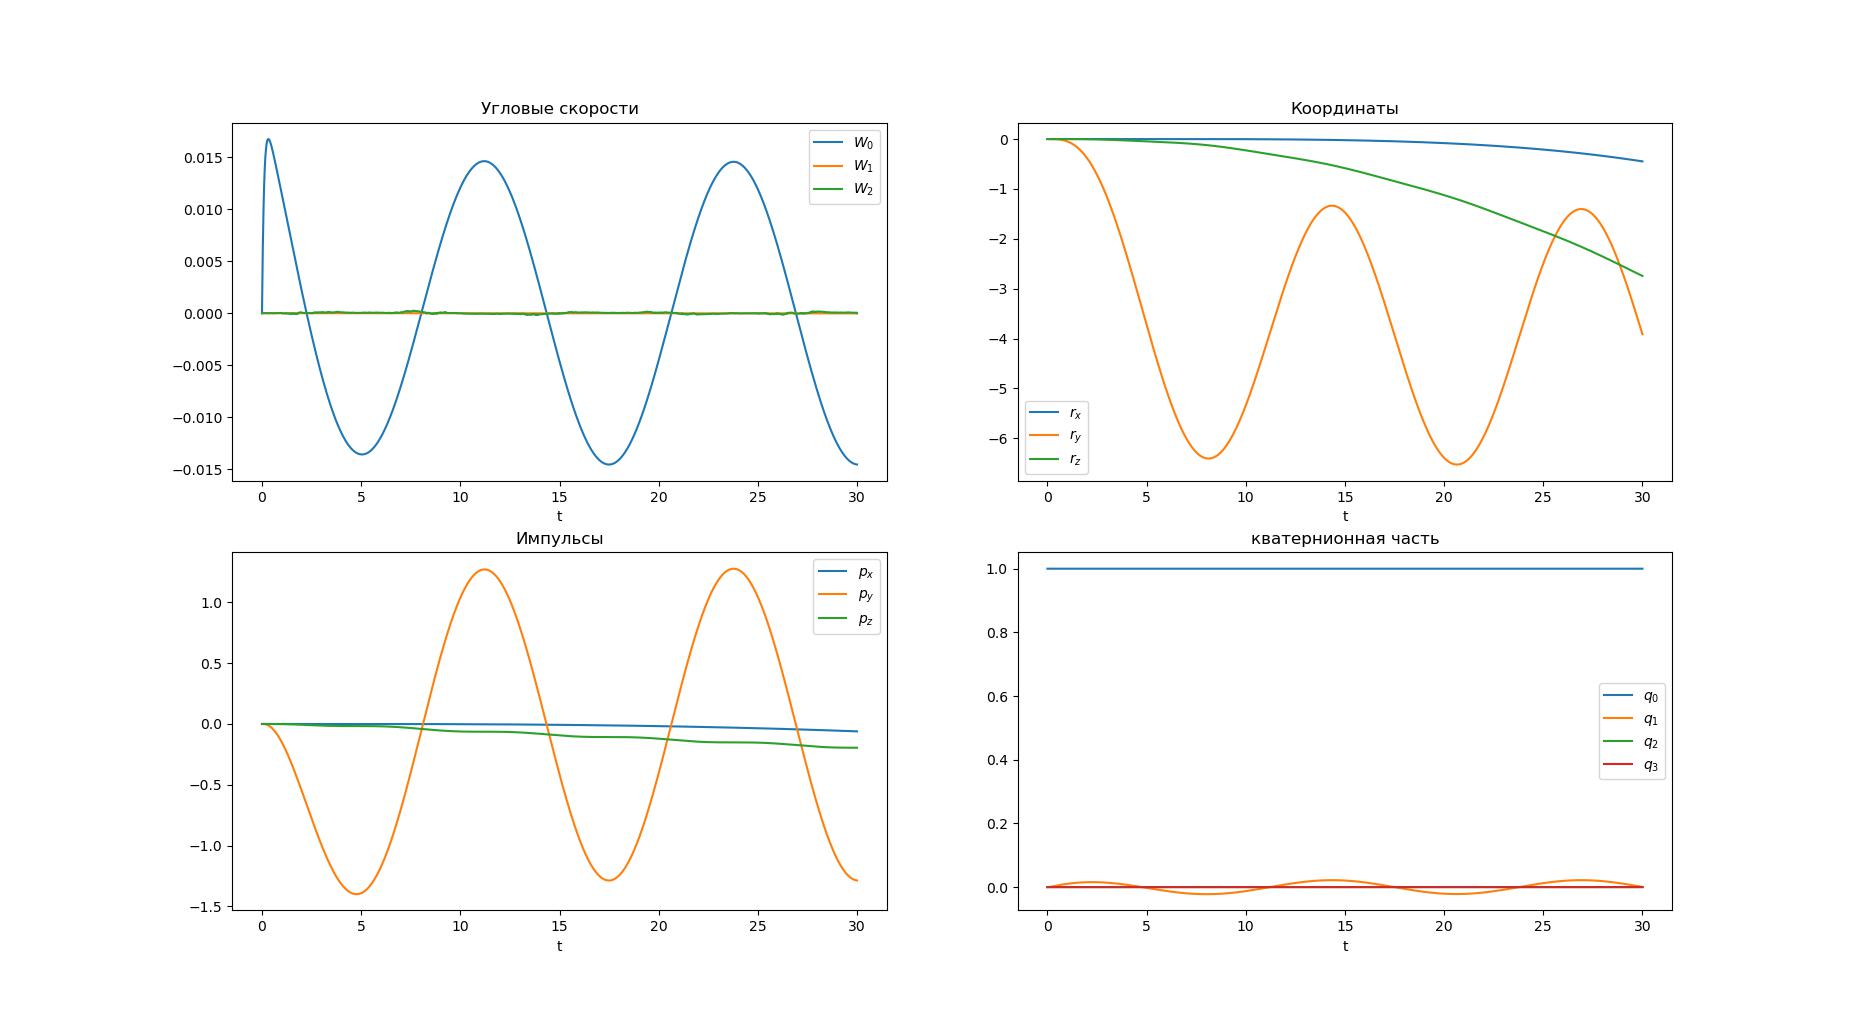 Угловые скорости
0.015
0.010
0.005
0.000
−0.005
−0.010
−0.015
0 5 10 15 20 25 30
t
W0
W1
W2
Координаты
0
−1
−2
−3
−4
−5
−6
0 5 10 15 20 25 30
t
rx
ry
rz
Импульсы
1.0
0.5
0.0
−0.5
−1.0
−1.5
0 5 10 15 20 25 30
t
px
py
pz
кватернионная часть
1.0
0.8
0.6
0.4
0.2
0.0
0 5 10 15 20 25 30
t
q0
q1
q2
q3